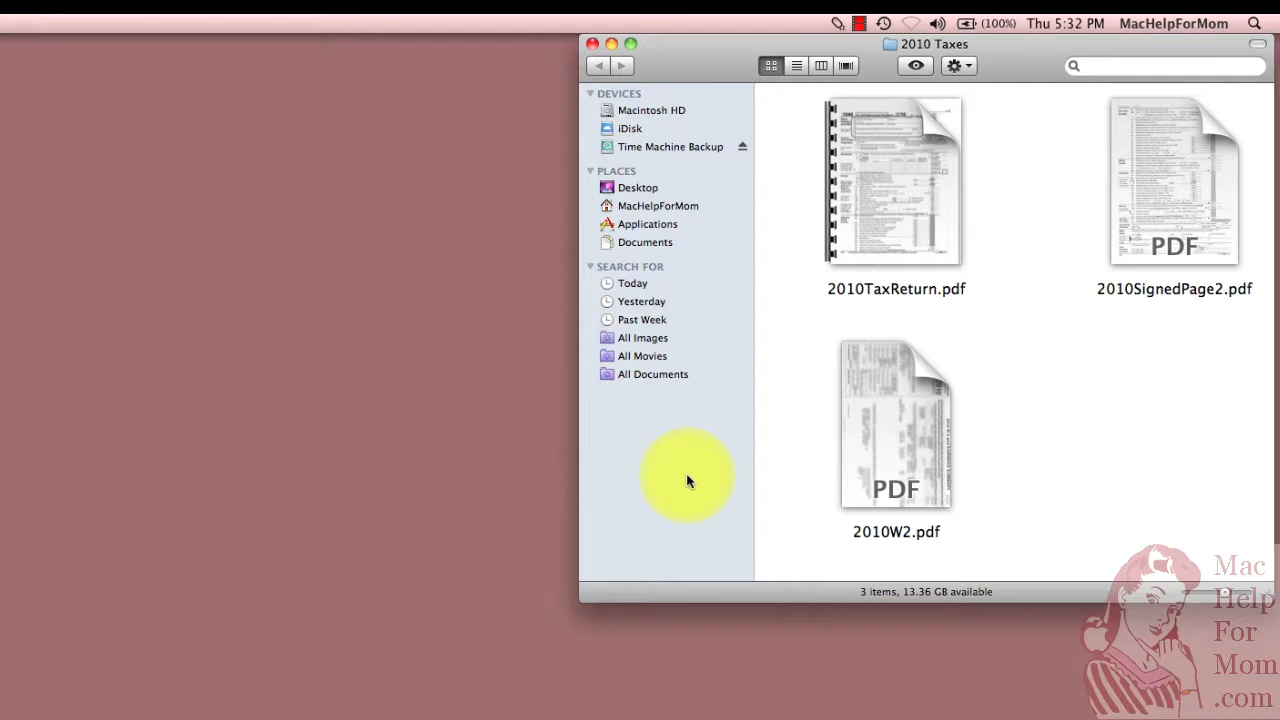 (100%) Thu 5:32 PM MacHelpForMom
2010 Taxes
DEVICES
Macintosh HD
iDisk
Time Machine Backup
PLACES
Desktop
MacHelpForMom
Applications
Documents
SEARCH FOR
Today
Yesterday
Past Week
All Images
All Movies
All Documents
1040 2010
PDF
2010TaxReturn.pdf
2010SignedPage2.pdf
PDF
2010W2.pdf
3 items, 13.36 GB available
Mac
Help
For
Mom
.com